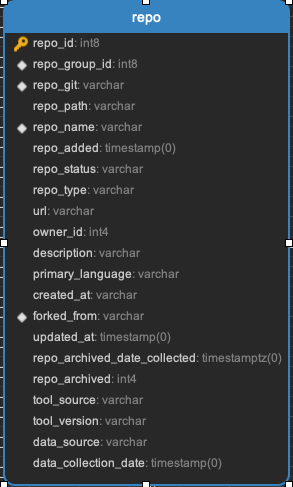 repo
repo_id: int8
repo_group_id: int8
repo_git: varchar
repo_path: varchar
repo_name: varchar
repo_added: timestamp(0)
repo_status: varchar
repo_type: varchar
url: varchar
owner_id: int4
description: varchar
primary_language: varchar
created_at: varchar
forked_from: varchar
updated_at: timestamp(0)
repo_archived_date_collected: timestamptz(0)
repo_archived: int4
tool_source: varchar
tool_version: varchar
data_source: varchar
data_collection_date: timestamp(0)